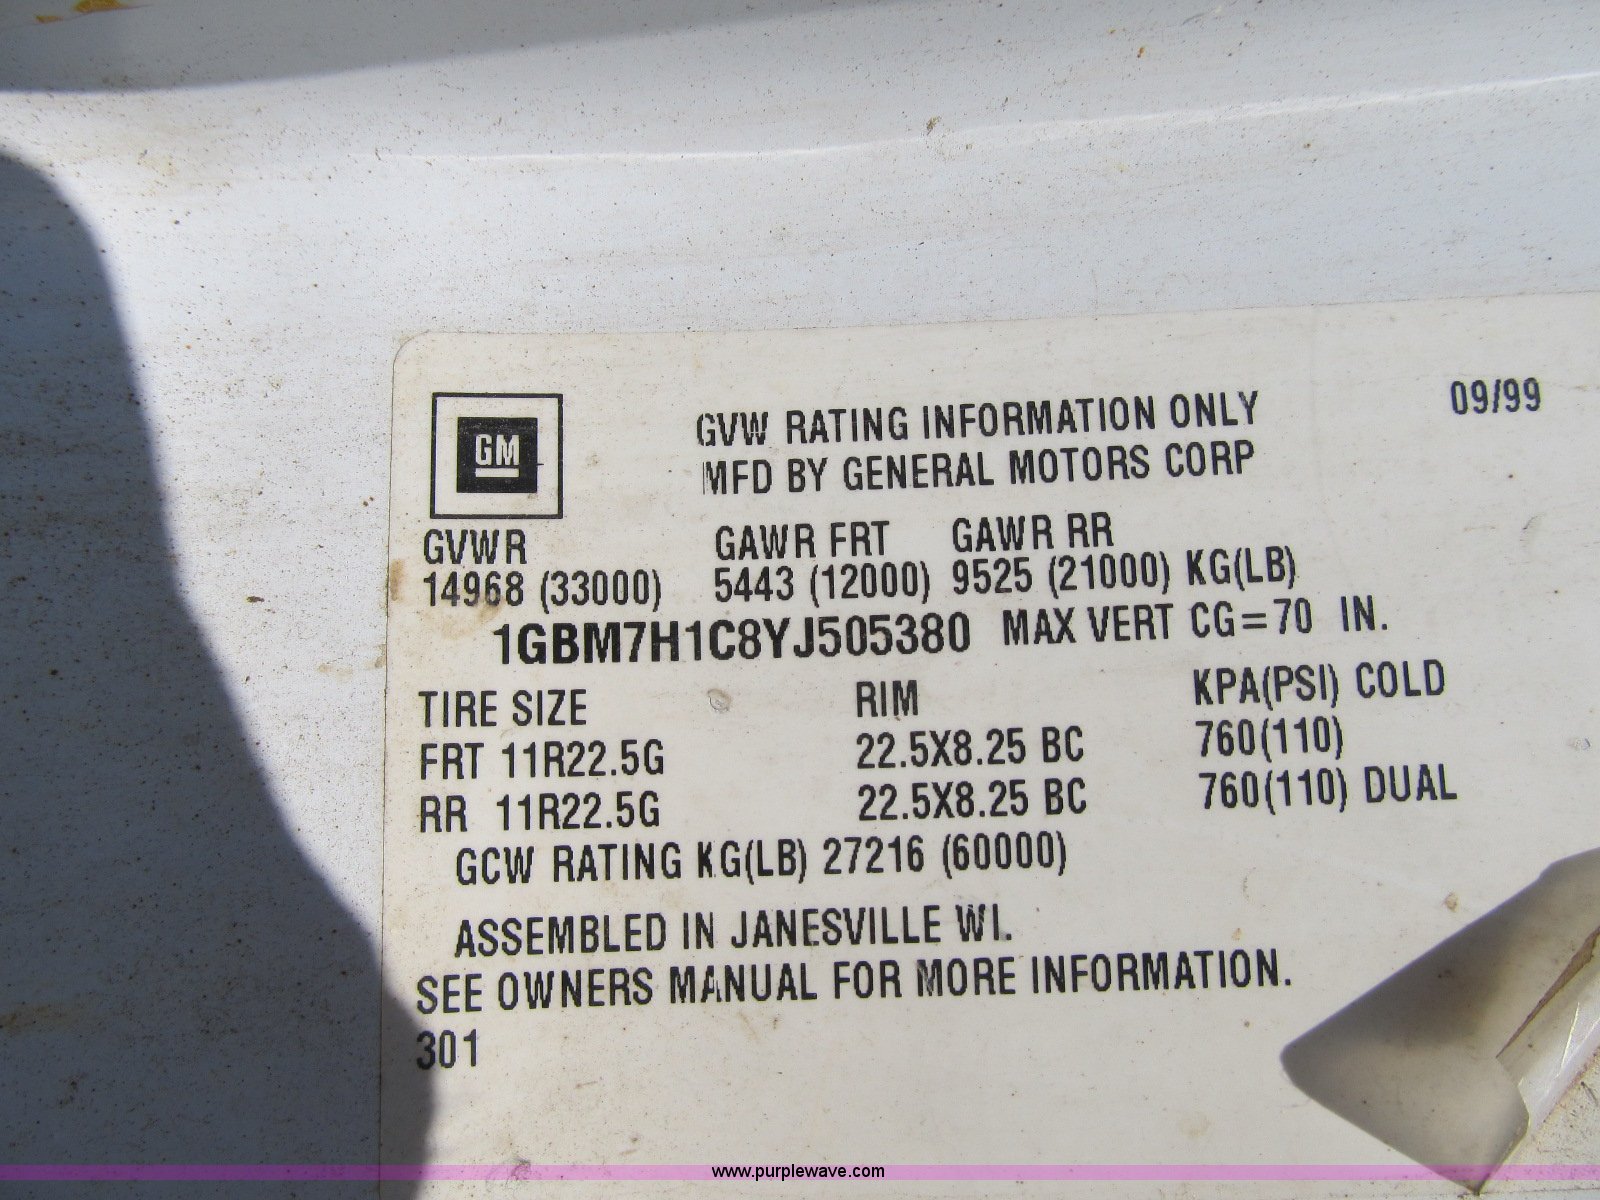 09/99
GM
GVW RATING INFORMATION ONLY
MFD BY GENERAL MOTORS CORP
GVWR GAWR FRT GAWR RR
14968 (33000) 5443 (12000) 9525 (21000) KG(LB)
1GBM7H1C8YJ505380 MAX VERT CG=70 IN.
TIRE SIZE RIM KPA(PSI) COLD
FRT 11R22.5G 22.5X8.25 BC 760(110)
RR 11R22.5G 22.5X8.25 BC 760(110) DUAL
GCW RATING KG(LB) 27216 (60000)
ASSEMBLED IN JANESVILLE WI.
SEE OWNERS MANUAL FOR MORE INFORMATION.
301
www.purplewave.com